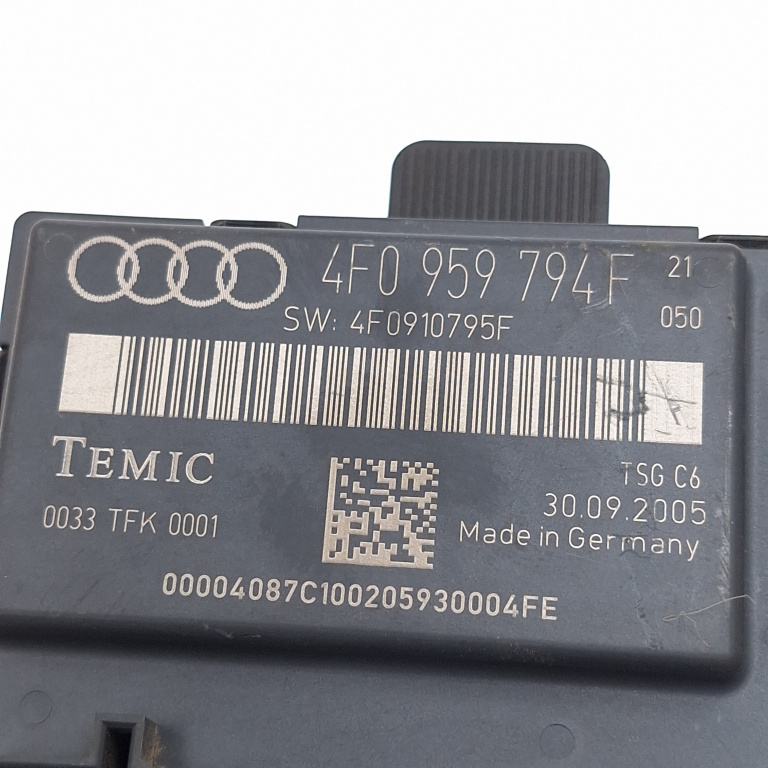 4F0 959 794F 21
SW: 4F0910795F 050
TEMIC
TSG C6
0033 TFK 0001
30.09.2005
Made in Germany
00004087C100205930004FE